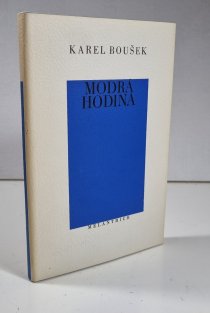 KAREL BOUŠEK
MODRÁ
HODINA
MELANTRICH